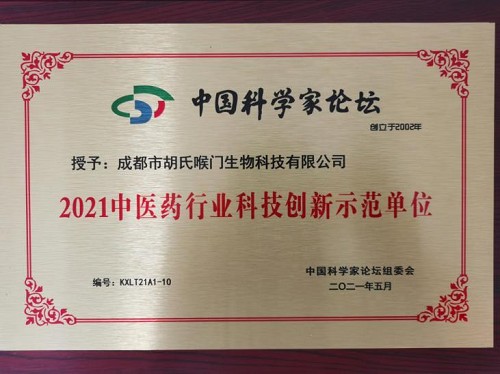 中国科学家论坛
创立于2002年
授予：成都市胡氏喉门生物科技有限公司
2021中医药行业科技创新示范单位
编号：KXLT21A1-10
中国科学家论坛组委会
二〇二一年五月